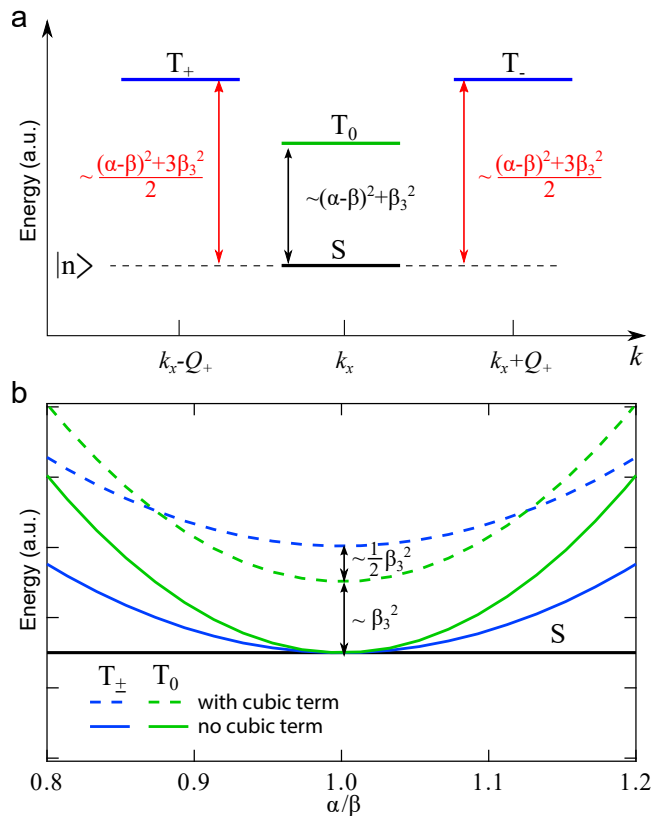 a
T₊ T₋
T₀
~ (α-β)²+3β₃² / 2 ~(α-β)²+β₃² ~ (α-β)²+3β₃² / 2
Energy (a.u.)
S
|n>
kₓ-Q₊ kₓ kₓ+Q₊ k
b
Energy (a.u.)
~½β₃²
~ β₃²
S
T± T₀
with cubic term
no cubic term
0.8 0.9 1.0 1.1 1.2
α/β